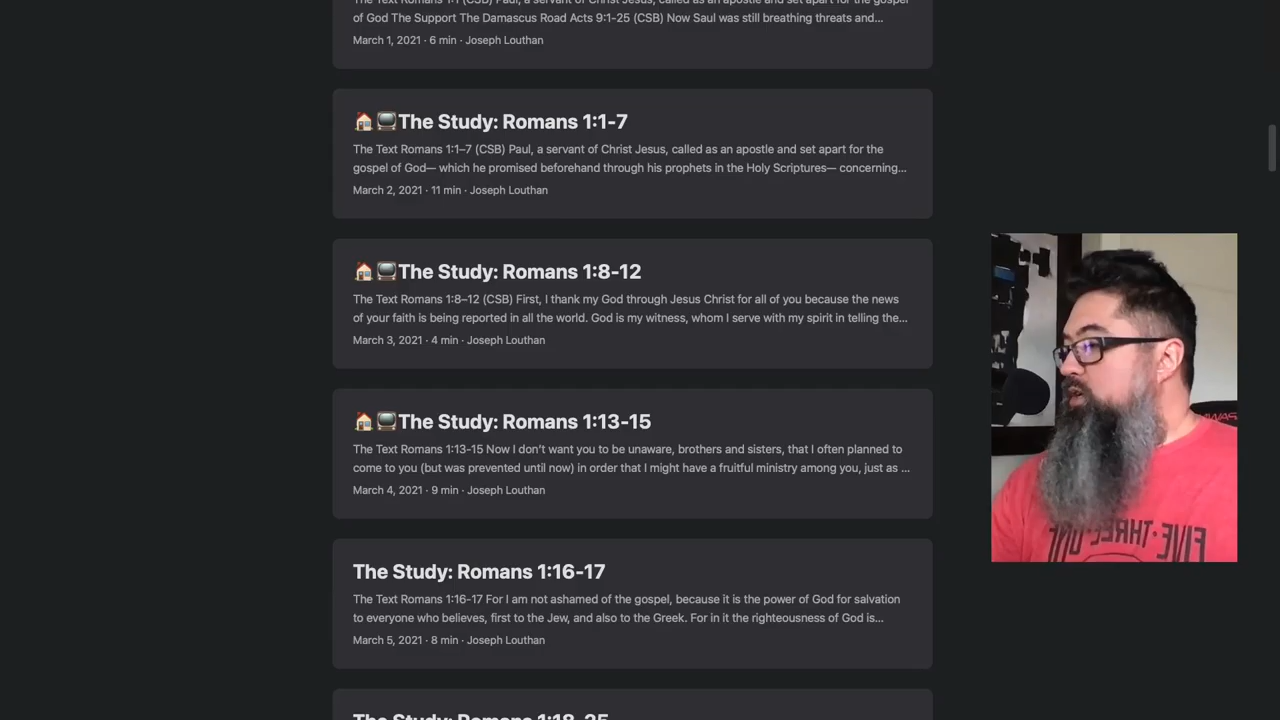 of God The Support The Damascus Road Acts 9:1-25 (CSB) Now Saul was still breathing threats and…
March 1, 2021 · 6 min · Joseph Louthan
The Study: Romans 1:1-7
The Text Romans 1:1–7 (CSB) Paul, a servant of Christ Jesus, called as an apostle and set apart for the
gospel of God— which he promised beforehand through his prophets in the Holy Scriptures— concerning…
March 2, 2021 · 11 min · Joseph Louthan
The Study: Romans 1:8-12
The Text Romans 1:8–12 (CSB) First, I thank my God through Jesus Christ for all of you because the news
of your faith is being reported in all the world. God is my witness, whom I serve with my spirit in telling the…
March 3, 2021 · 4 min · Joseph Louthan
The Study: Romans 1:13-15
The Text Romans 1:13-15 Now I don’t want you to be unaware, brothers and sisters, that I often planned to
come to you (but was prevented until now) in order that I might have a fruitful ministry among you, just as …
March 4, 2021 · 9 min · Joseph Louthan
The Study: Romans 1:16-17
The Text Romans 1:16-17 For I am not ashamed of the gospel, because it is the power of God for salvation
to everyone who believes, first to the Jew, and also to the Greek. For in it the righteousness of God is…
March 5, 2021 · 8 min · Joseph Louthan
The Study: Romans 1:18-25
FIVE·THREE·ONE